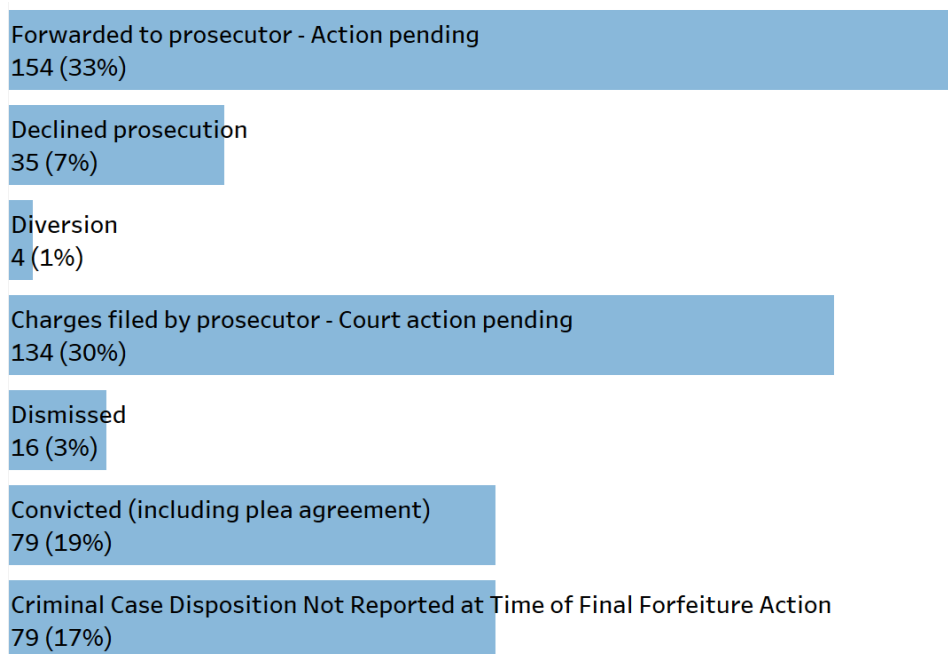 Forwarded to prosecutor - Action pending
154 (33%)
Declined prosecution
35 (7%)
Diversion
4 (1%)
Charges filed by prosecutor - Court action pending
134 (30%)
Dismissed
16 (3%)
Convicted (including plea agreement)
79 (19%)
Criminal Case Disposition Not Reported at Time of Final Forfeiture Action
79 (17%)